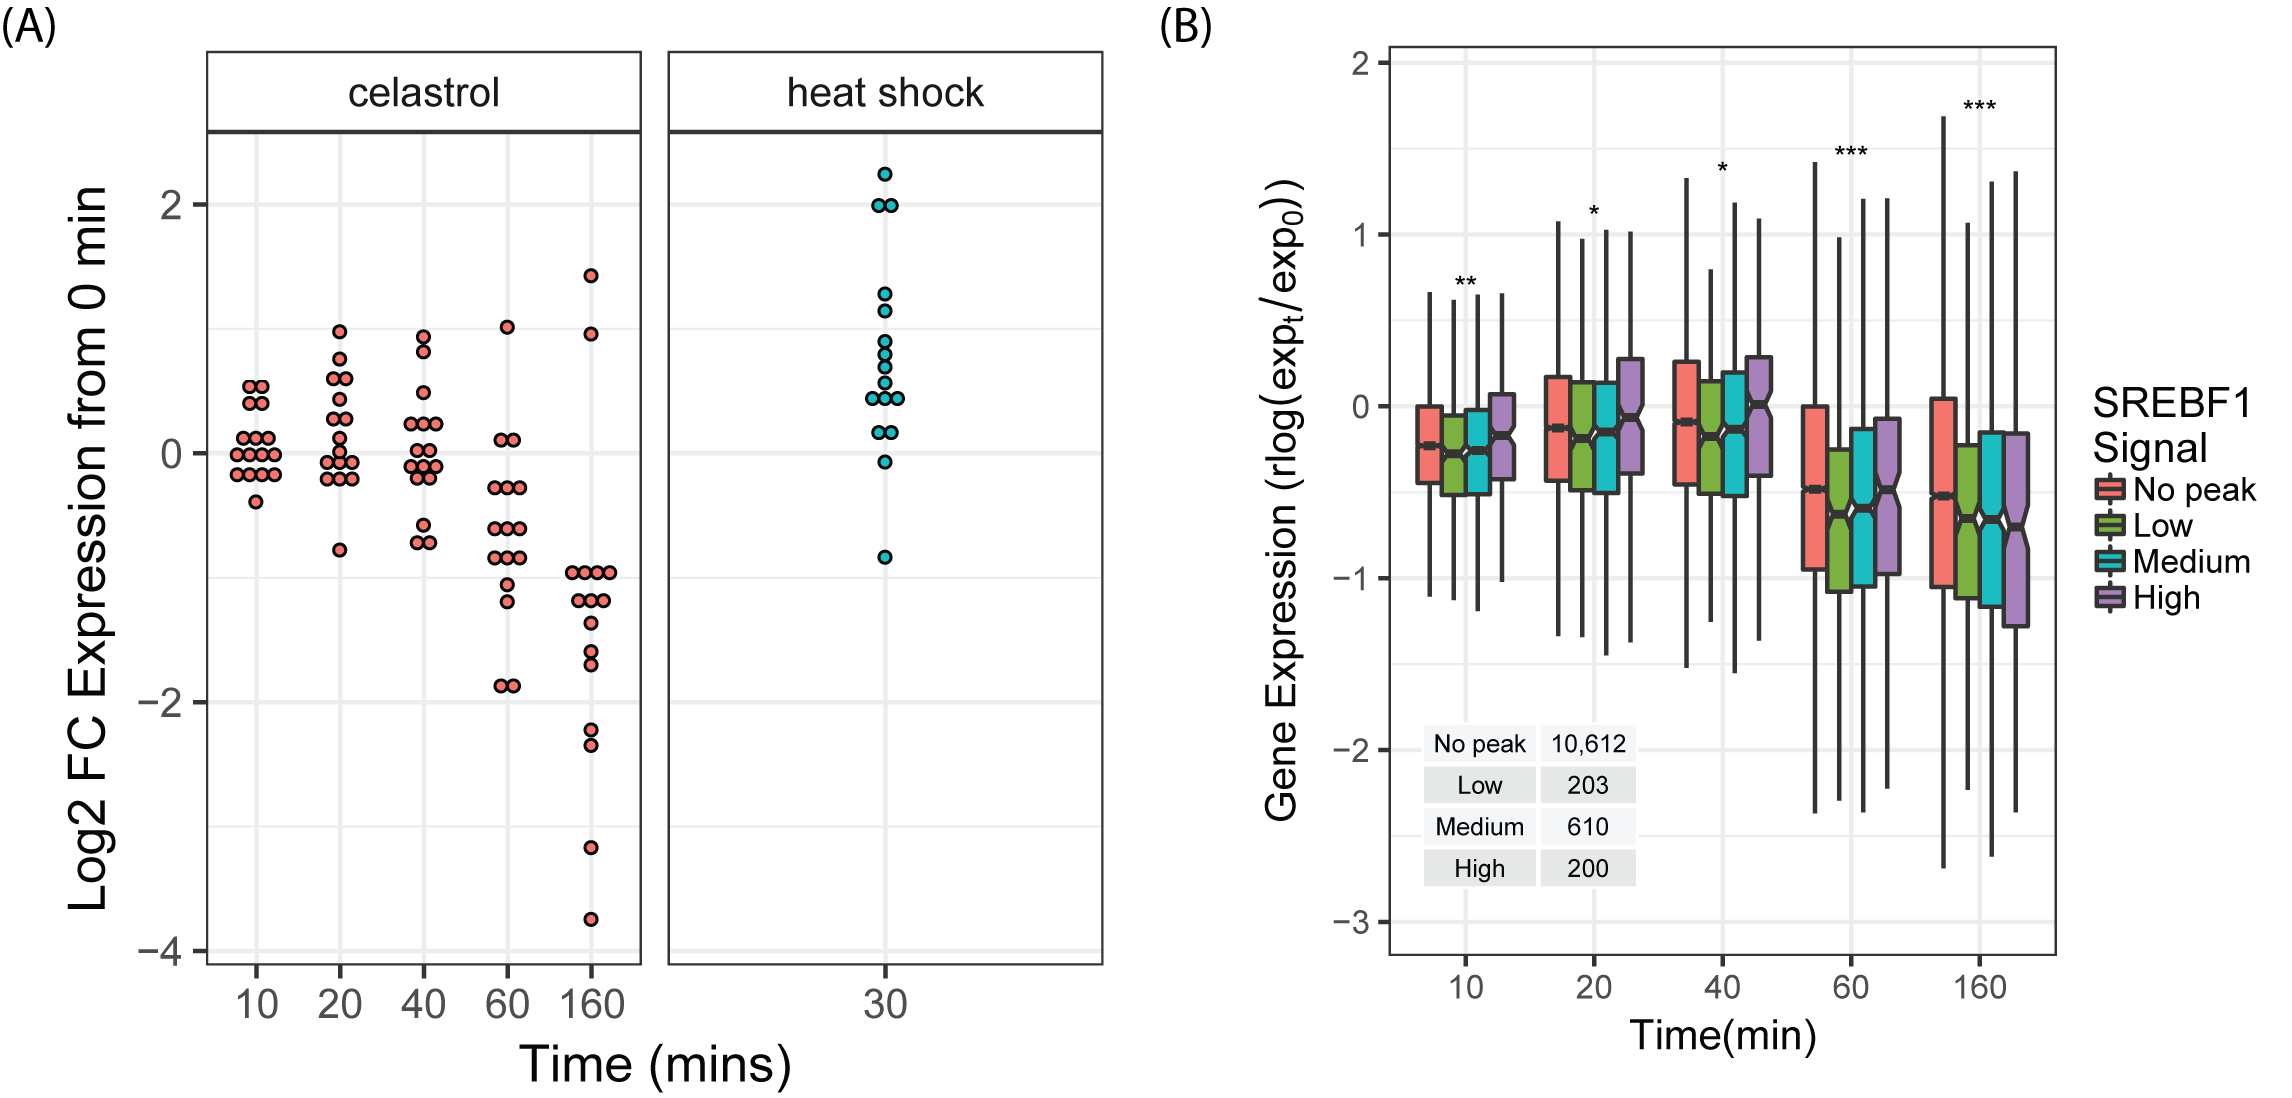 (A)
celastrol
heat shock
Log2 FC Expression from 0 min
2
0
−2
−4
10 20 40 60 160
30
Time (mins)
(B)
Gene Expression (rlog(expt/exp0))
2
1
0
−1
−2
−3
**
*
*
***
***
No peak 10,612
Low 203
Medium 610
High 200
10 20 40 60 160
Time(min)
SREBF1
Signal
No peak
Low
Medium
High